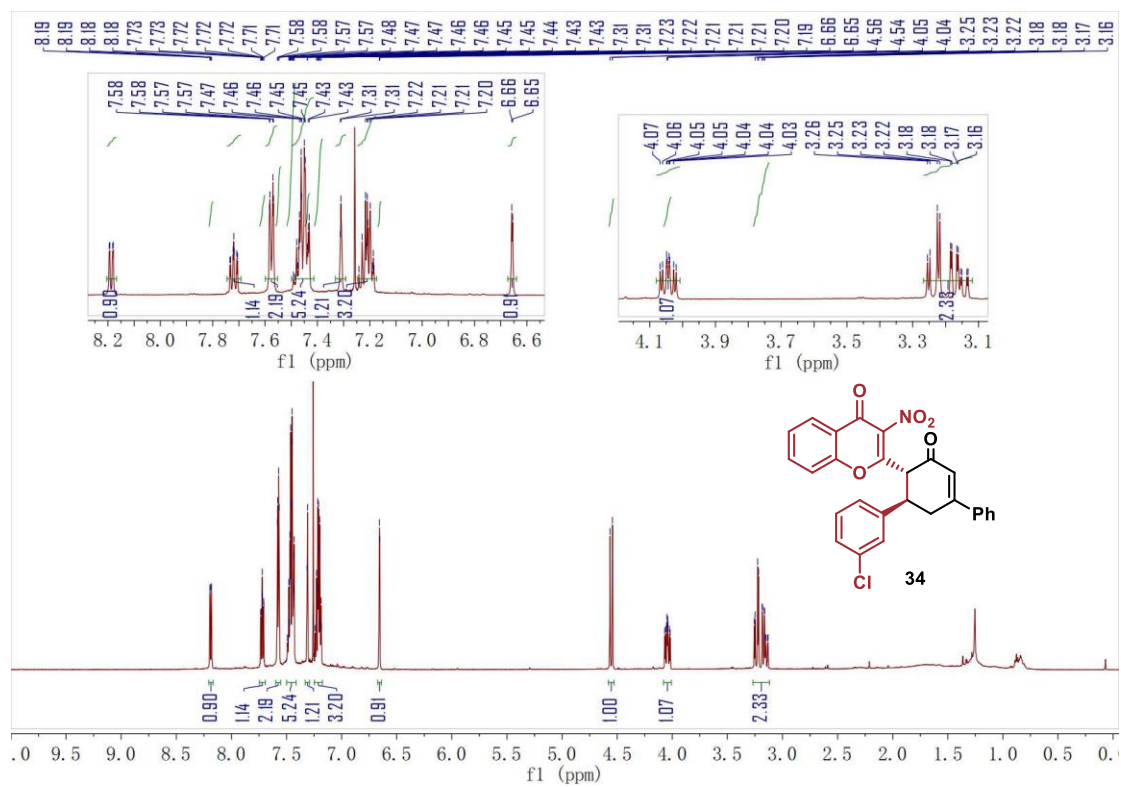 8.19 8.19 8.18 8.18 7.73 7.73 7.72 7.72 7.72 7.71 7.71 7.58 7.58 7.57 7.57 7.48 7.47 7.47 7.46 7.46 7.45 7.45 7.44 7.43 7.43 7.31 7.31 7.23 7.22 7.21 7.21 7.21 7.20 7.19 6.66 6.65 4.56 4.54 4.05 4.04 3.25 3.23 3.22 3.18 3.18 3.17 3.16
7.58 7.58 7.57 7.57 7.47 7.46 7.46 7.45 7.45 7.43 7.43 7.31 7.31 7.22 7.21 7.21 7.20 6.66 6.65
4.07 4.06 4.05 4.05 4.04 4.04 4.03 3.26 3.25 3.23 3.22 3.18 3.18 3.17 3.16
0.90 1.14 2.19 5.24 1.21 3.20 0.91
8.2 8.0 7.8 7.6 7.4 7.2 7.0 6.8 6.6
f1 (ppm)
1.07 2.33
4.1 3.9 3.7 3.5 3.3 3.1
f1 (ppm)
O
NO2
O
O
Ph
Cl
34
0.90 1.14 2.19 5.24 1.21 3.20 0.91 1.00 1.07 2.33
.0 9.5 9.0 8.5 8.0 7.5 7.0 6.5 6.0 5.5 5.0 4.5 4.0 3.5 3.0 2.5 2.0 1.5 1.0 0.5 0.
f1 (ppm)